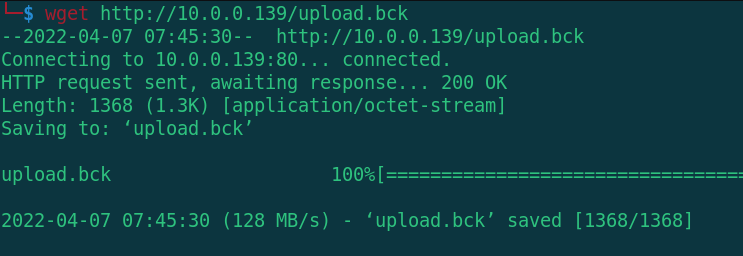 └─$ wget http://10.0.0.139/upload.bck
--2022-04-07 07:45:30--  http://10.0.0.139/upload.bck
Connecting to 10.0.0.139:80... connected.
HTTP request sent, awaiting response... 200 OK
Length: 1368 (1.3K) [application/octet-stream]
Saving to: ‘upload.bck’
upload.bck                    100%[=================================
2022-04-07 07:45:30 (128 MB/s) - ‘upload.bck’ saved [1368/1368]